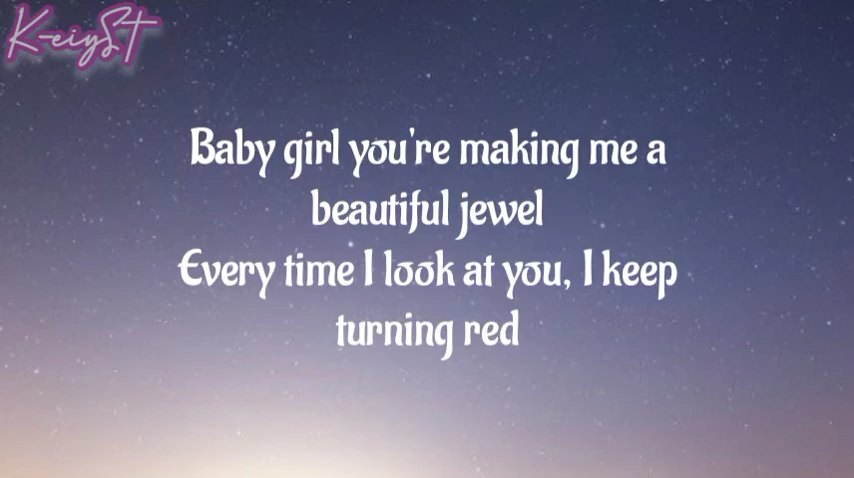 K-eiyST
Baby girl you're making me a
beautiful jewel
Every time I look at you, I keep
turning red